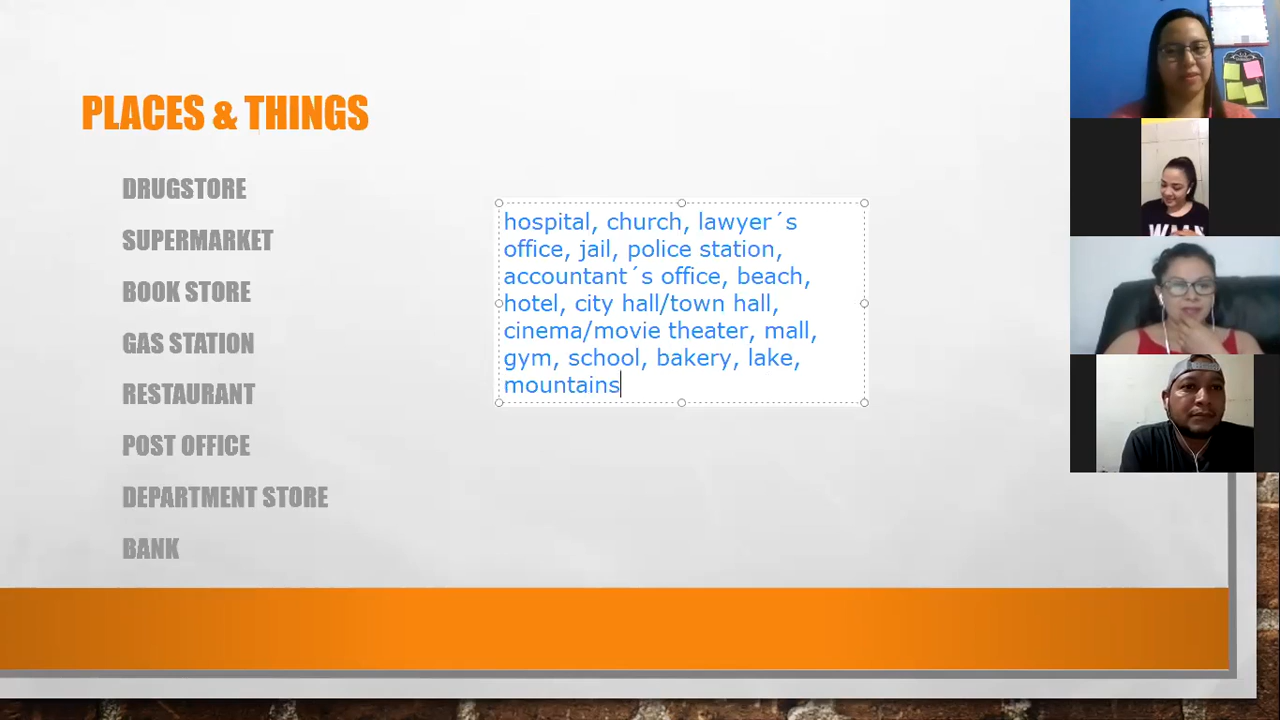 PLACES & THINGS
DRUGSTORE
SUPERMARKET
BOOK STORE
GAS STATION
RESTAURANT
POST OFFICE
DEPARTMENT STORE
BANK
hospital, church, lawyer´s
office, jail, police station,
accountant´s office, beach,
hotel, city hall/town hall,
cinema/movie theater, mall,
gym, school, bakery, lake,
mountains